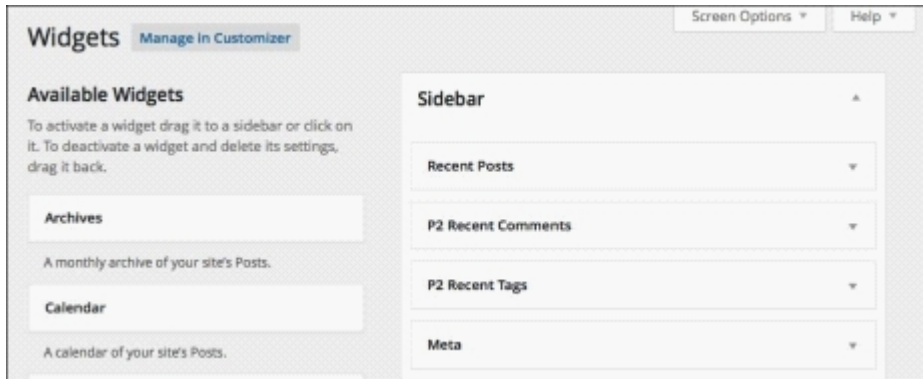 Screen Options Help
Widgets Manage in Customizer
Available Widgets
To activate a widget drag it to a sidebar or click on
it. To deactivate a widget and delete its settings,
drag it back.
Archives
A monthly archive of your site's Posts.
Calendar
A calendar of your site's Posts.
Sidebar
Recent Posts
P2 Recent Comments
P2 Recent Tags
Meta